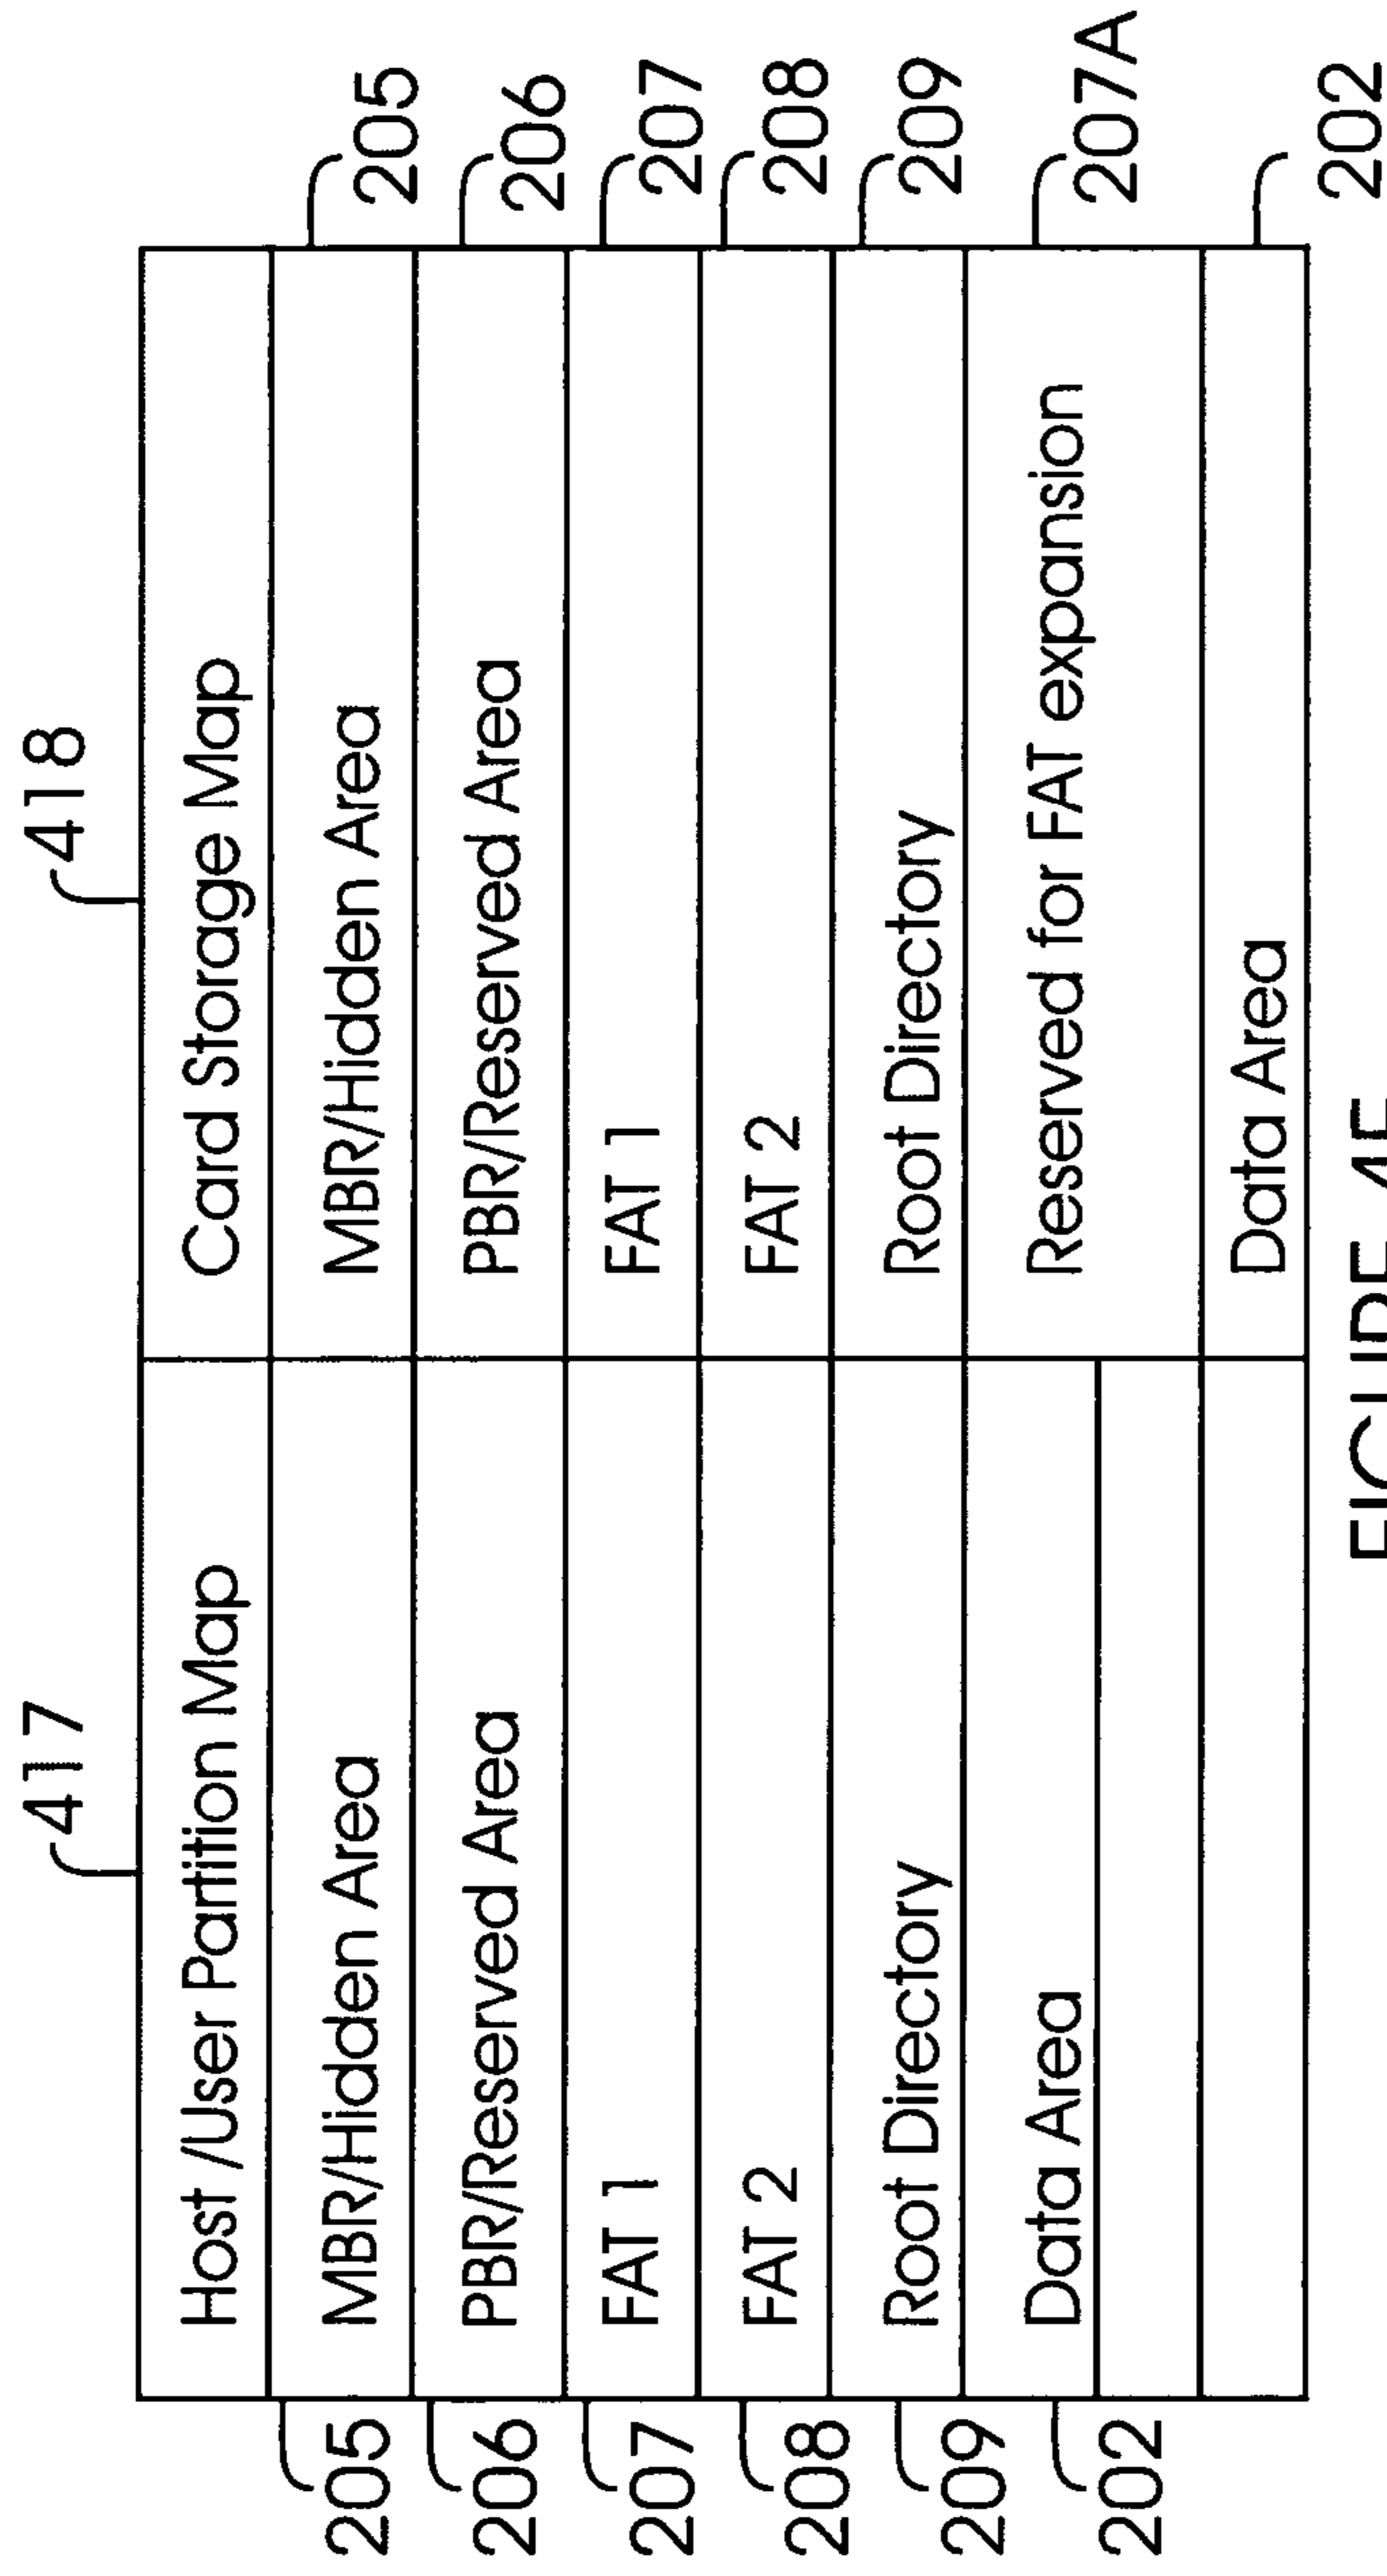 417 418
Host /User Partition Map Card Storage Map
205 MBR/Hidden Area MBR/Hidden Area 205
206 PBR/Reserved Area PBR/Reserved Area 206
207 FAT 1 FAT 1 207
208 FAT 2 FAT 2 208
209 Root Directory Root Directory 209
202 Data Area Reserved for FAT expansion 207A
Data Area 202
FIGURE